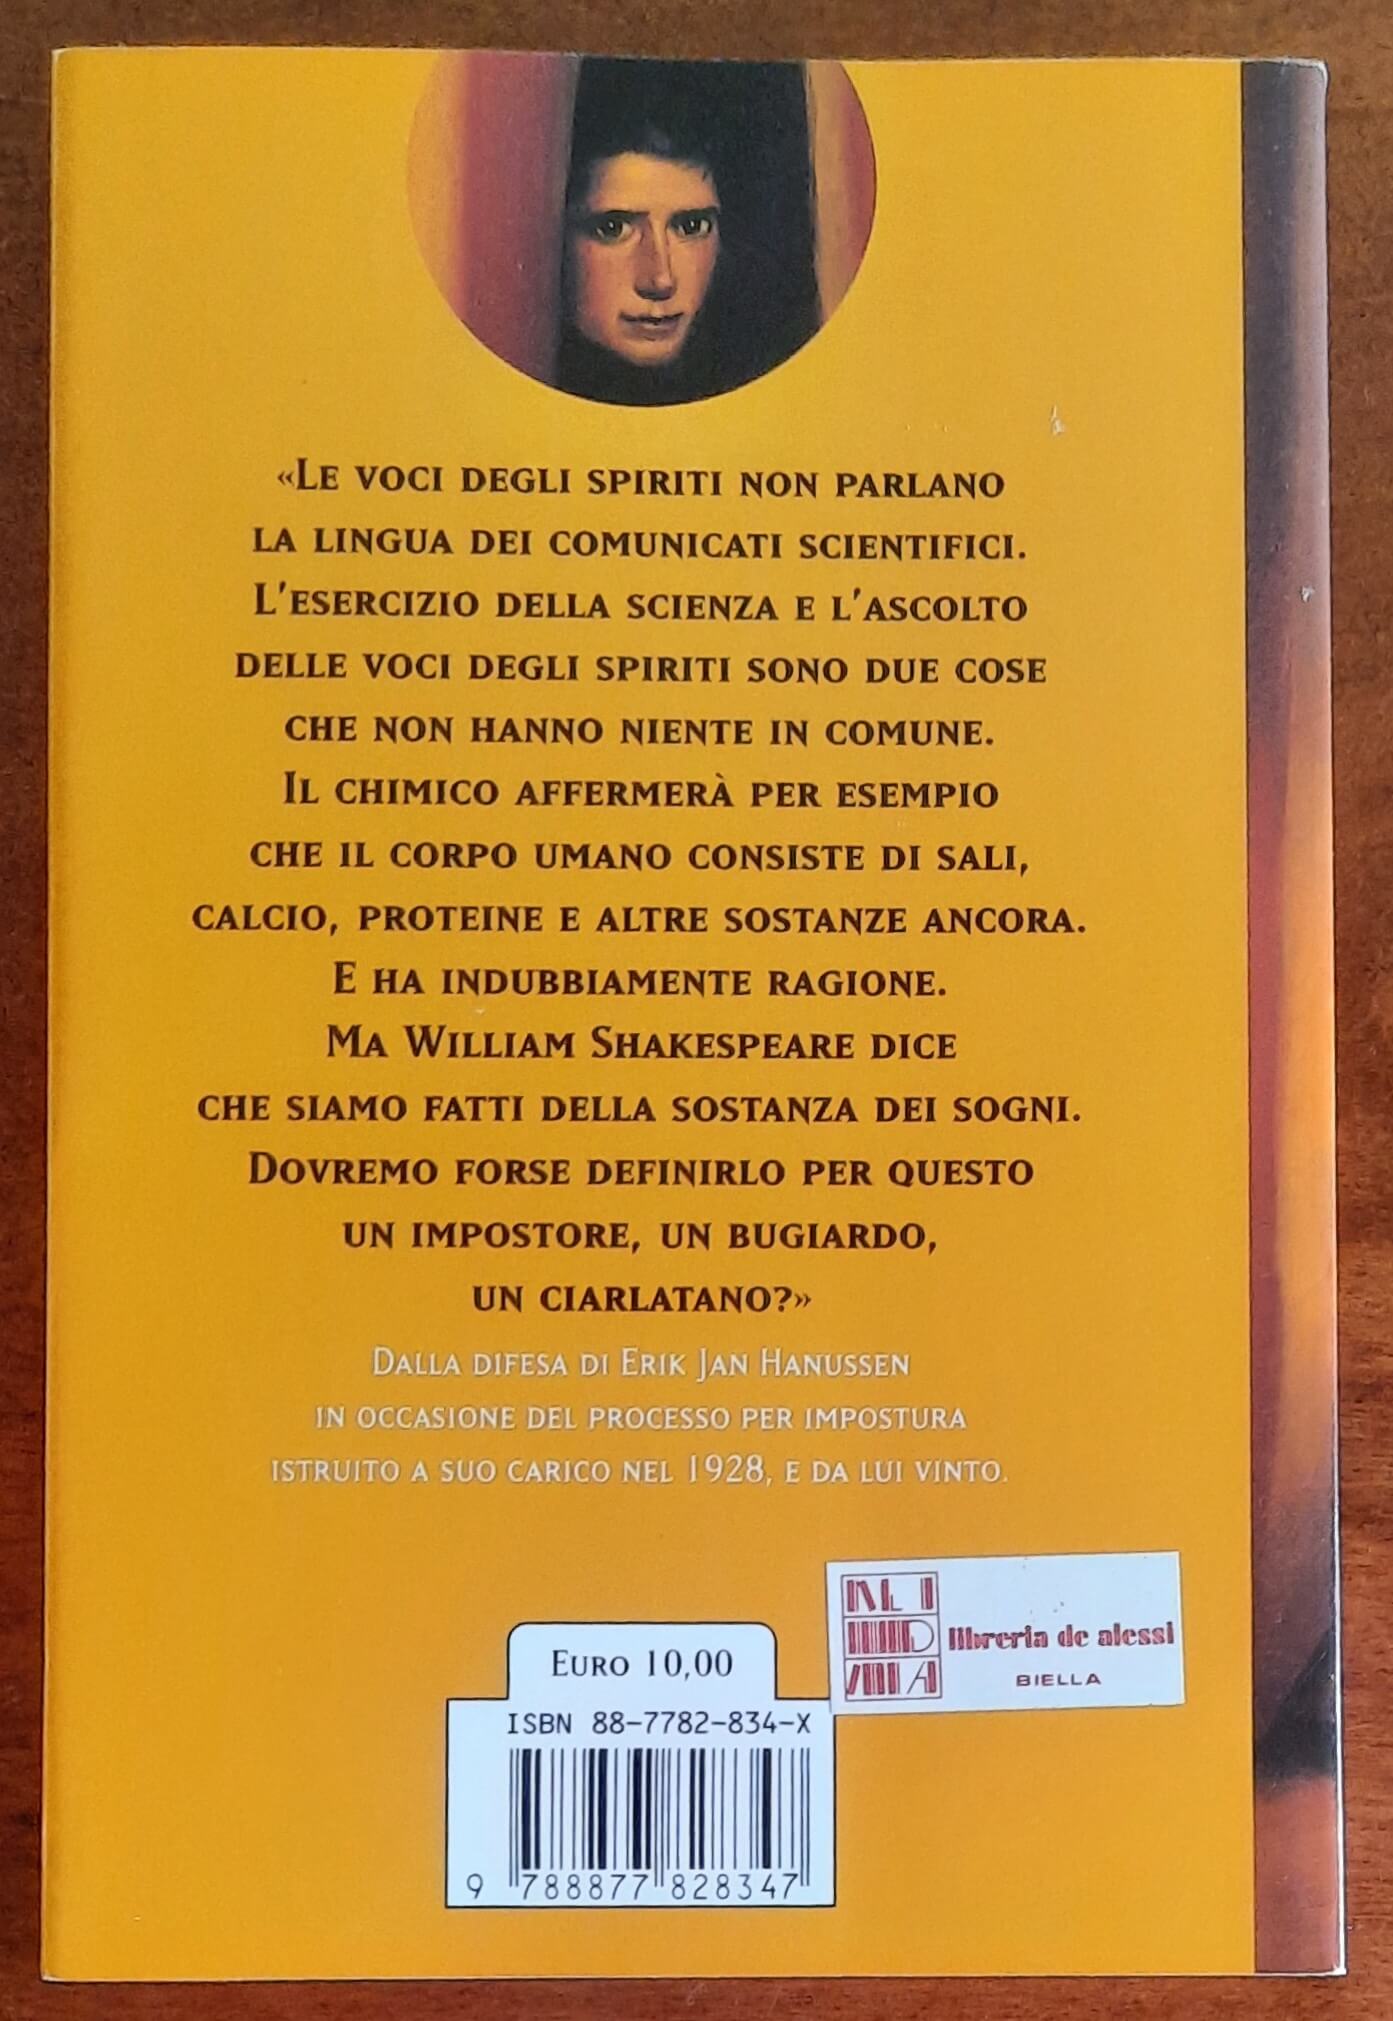 «Le voci degli spiriti non parlano
la lingua dei comunicati scientifici.
L'esercizio della scienza e l'ascolto
delle voci degli spiriti sono due cose
che non hanno niente in comune.
Il chimico affermerà per esempio
che il corpo umano consiste di sali,
calcio, proteine e altre sostanze ancora.
E ha indubbiamente ragione.
Ma William Shakespeare dice
che siamo fatti della sostanza dei sogni.
Dovremo forse definirlo per questo
un impostore, un bugiardo,
un ciarlatano?»
Dalla difesa di Erik Jan Hanussen
in occasione del processo per impostura
istruito a suo carico nel 1928, e da lui vinto.
libreria de alessi
BIELLA
Euro 10,00
ISBN 88-7782-834-X
9 788877 828347